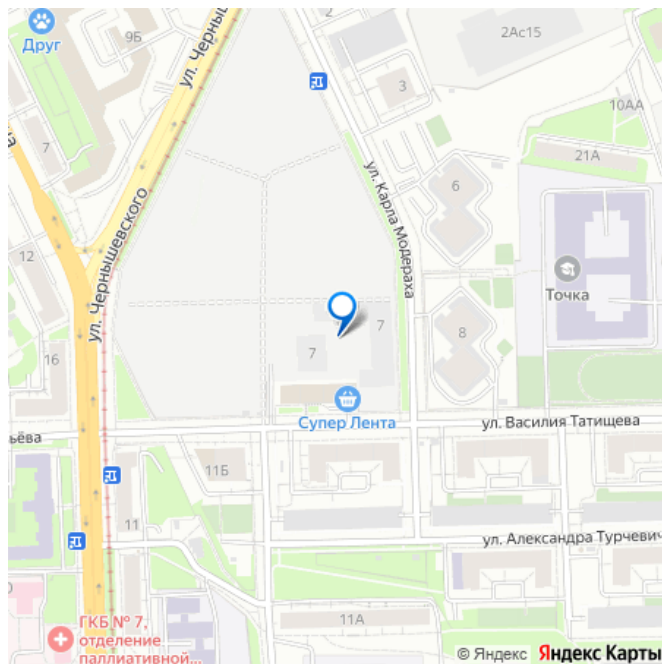 Друг
9Б
ул. Черны
2Ас15
3
10АА
7
21А
ул. Карла Модераха
6
ул. Чернышевского
12
Точка
7
7
8
16
Супер Лента
ул. Василия Татищева
ьёва
11Б
11
ул. Александра Турчевич
11А
ГКБ № 7,
отделение
паллиативной...
© Яндекс Яндекс Карты